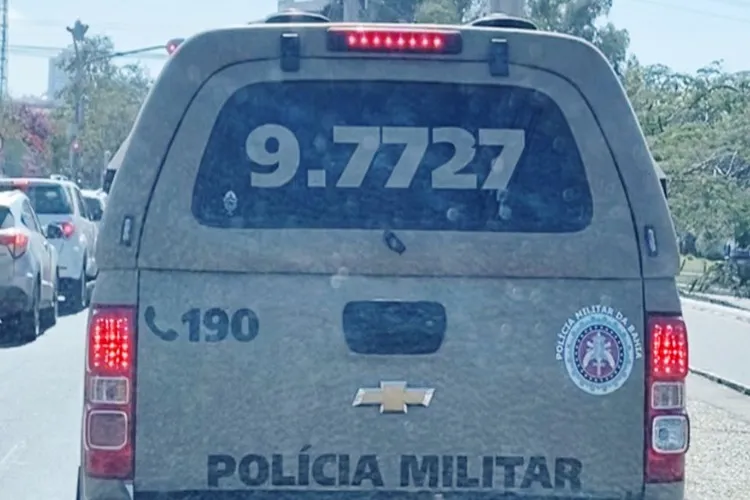 9.7727
190
POLÍCIA MILITAR DA BAHIA
POLÍCIA MILITAR